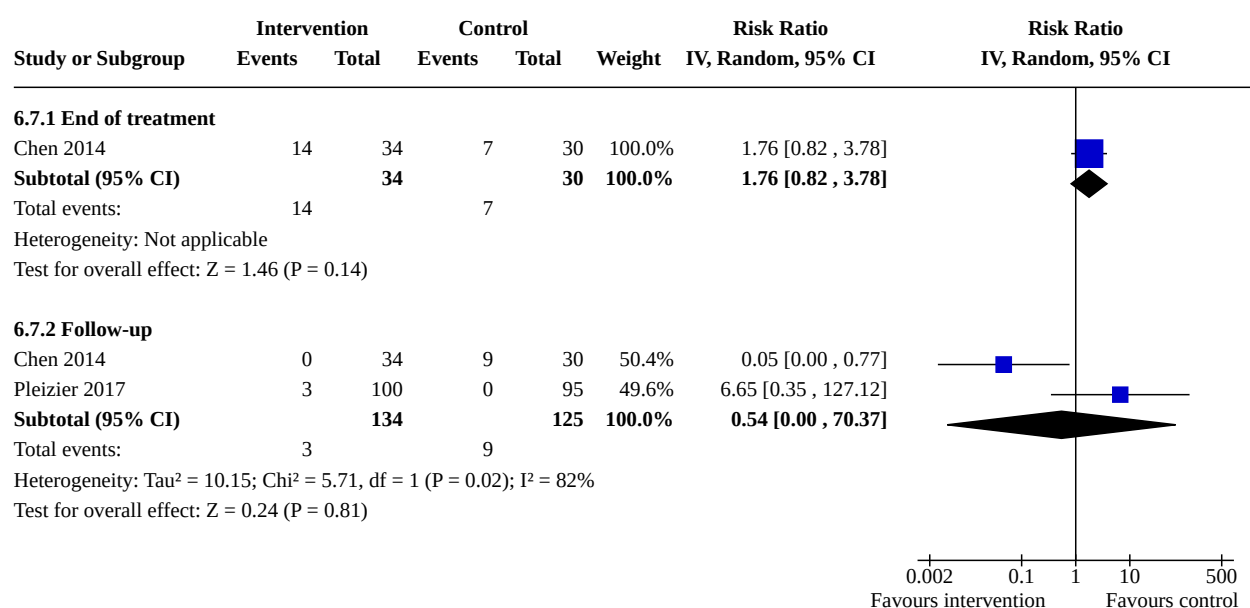 Intervention Control Risk Ratio Risk Ratio
Study or Subgroup Events Total Events Total Weight IV, Random, 95% CI IV, Random, 95% CI
6.7.1 End of treatment
Chen 2014 14 34 7 30 100.0% 1.76 [0.82 , 3.78]
Subtotal (95% CI) 34 30 100.0% 1.76 [0.82 , 3.78]
Total events: 14 7
Heterogeneity: Not applicable
Test for overall effect: Z = 1.46 (P = 0.14)
6.7.2 Follow-up
Chen 2014 0 34 9 30 50.4% 0.05 [0.00 , 0.77]
Pleizier 2017 3 100 0 95 49.6% 6.65 [0.35 , 127.12]
Subtotal (95% CI) 134 125 100.0% 0.54 [0.00 , 70.37]
Total events: 3 9
Heterogeneity: Tau² = 10.15; Chi² = 5.71, df = 1 (P = 0.02); I² = 82%
Test for overall effect: Z = 0.24 (P = 0.81)
0.002 0.1 1 10 500
Favours intervention Favours control